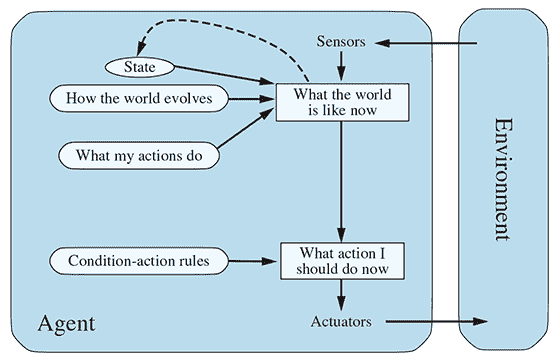 Sensors
State
How the world evolves
What the world
is like now
What my actions do
Condition-action rules
What action I
should do now
Agent
Actuators
Environment